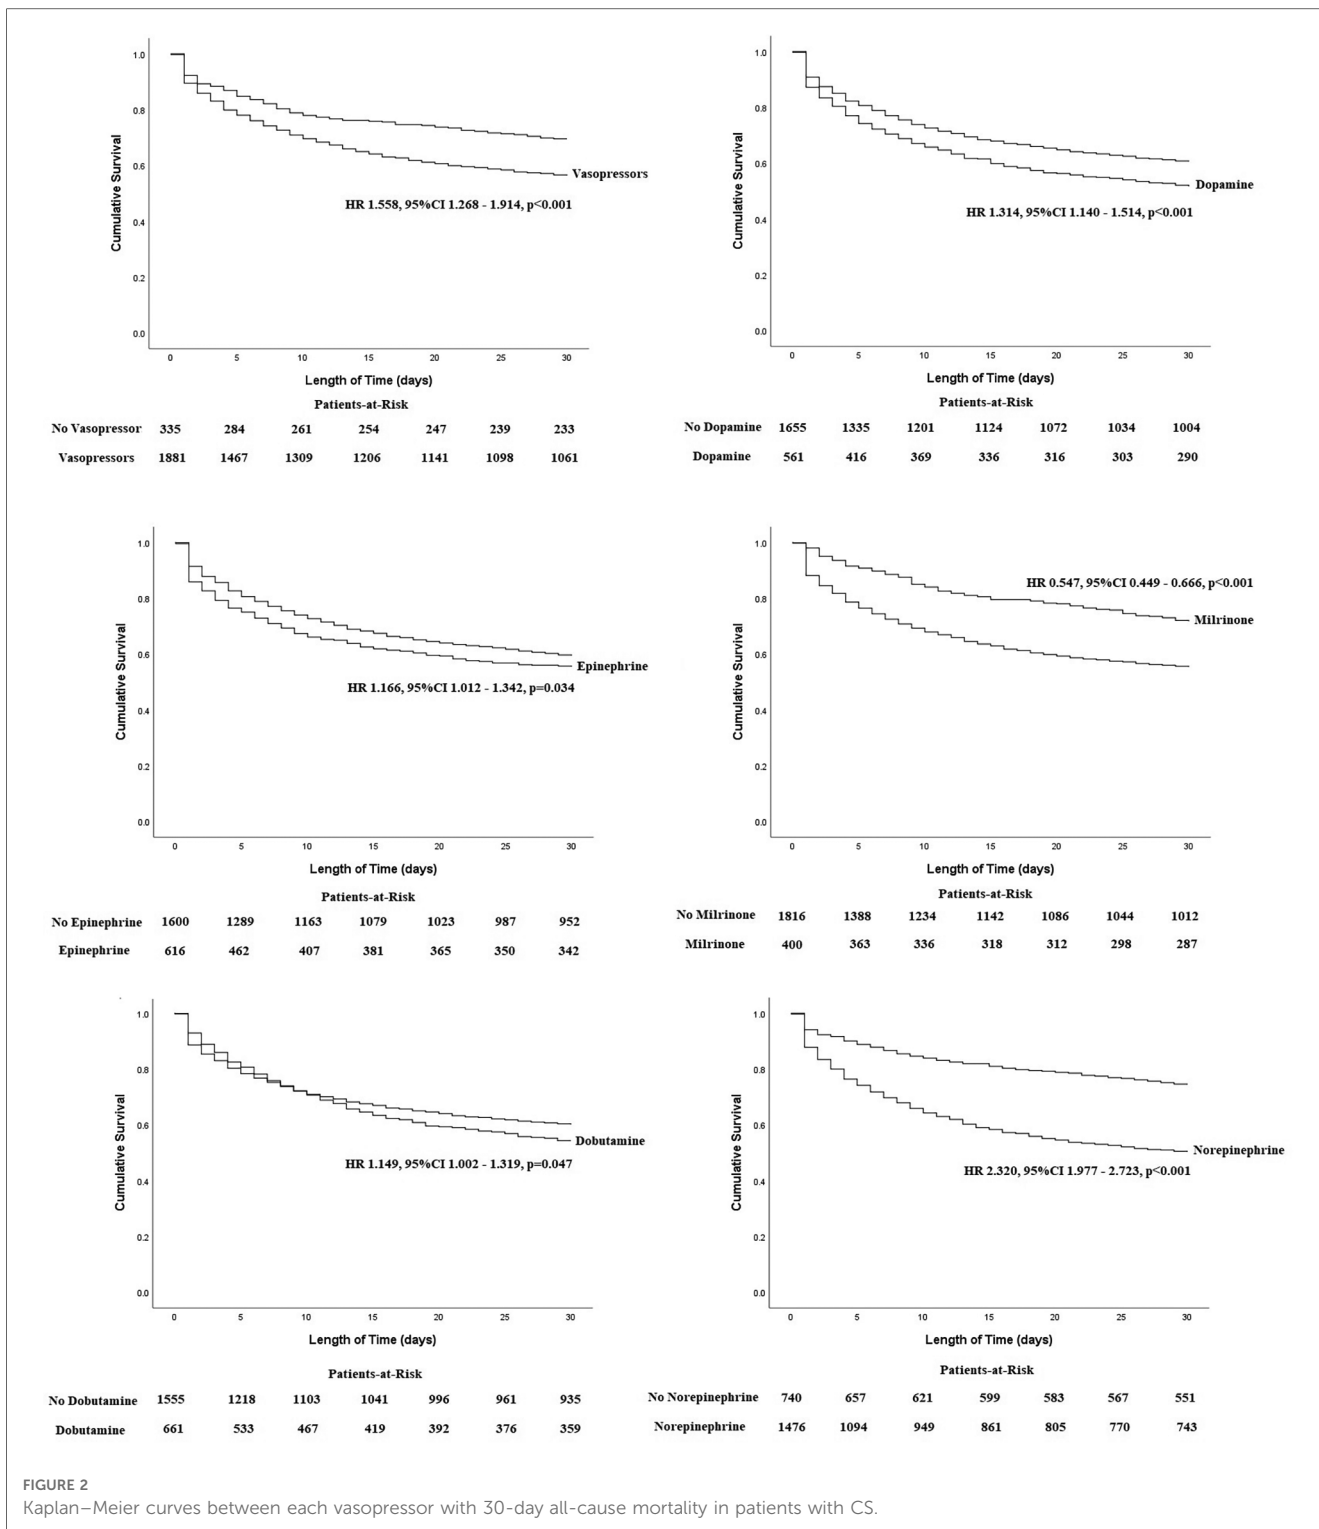 1.0
0.8
0.6
0.4
0.2
0.0
Cumulative Survival
Vasopressors
HR 1.558, 95%CI 1.268 - 1.914, p<0.001
0 5 10 15 20 25 30
Length of Time (days)
Patients-at-Risk
No Vasopressor 335 284 261 254 247 239 233
Vasopressors 1881 1467 1309 1206 1141 1098 1061
1.0
0.8
0.6
0.4
0.2
0.0
Cumulative Survival
Dopamine
HR 1.314, 95%CI 1.140 - 1.514, p<0.001
0 5 10 15 20 25 30
Length of Time (days)
Patients-at-Risk
No Dopamine 1655 1335 1201 1124 1072 1034 1004
Dopamine 561 416 369 336 316 303 290
1.0
0.8
0.6
0.4
0.2
0.0
Cumulative Survival
Epinephrine
HR 1.166, 95%CI 1.012 - 1.342, p=0.034
0 5 10 15 20 25 30
Length of Time (days)
Patients-at-Risk
No Epinephrine 1600 1289 1163 1079 1023 987 952
Epinephrine 616 462 407 381 365 350 342
1.0
0.8
0.6
0.4
0.2
0.0
Cumulative Survival
HR 0.547, 95%CI 0.449 - 0.666, p<0.001
Milrinone
0 5 10 15 20 25 30
Length of Time (days)
Patients-at-Risk
No Milrinone 1816 1388 1234 1142 1086 1044 1012
Milrinone 400 363 336 318 312 298 287
1.0
0.8
0.6
0.4
0.2
0.0
Cumulative Survival
Dobutamine
HR 1.149, 95%CI 1.002 - 1.319, p=0.047
0 5 10 15 20 25 30
Length of Time (days)
Patients-at-Risk
No Dobutamine 1555 1218 1103 1041 996 961 935
Dobutamine 661 533 467 419 392 376 359
1.0
0.8
0.6
0.4
0.2
0.0
Cumulative Survival
Norepinephrine
HR 2.320, 95%CI 1.977 - 2.723, p<0.001
0 5 10 15 20 25 30
Length of Time (days)
Patients-at-Risk
No Norepinephrine 740 657 621 599 583 567 551
Norepinephrine 1476 1094 949 861 805 770 743
FIGURE 2
Kaplan–Meier curves between each vasopressor with 30-day all-cause mortality in patients with CS.